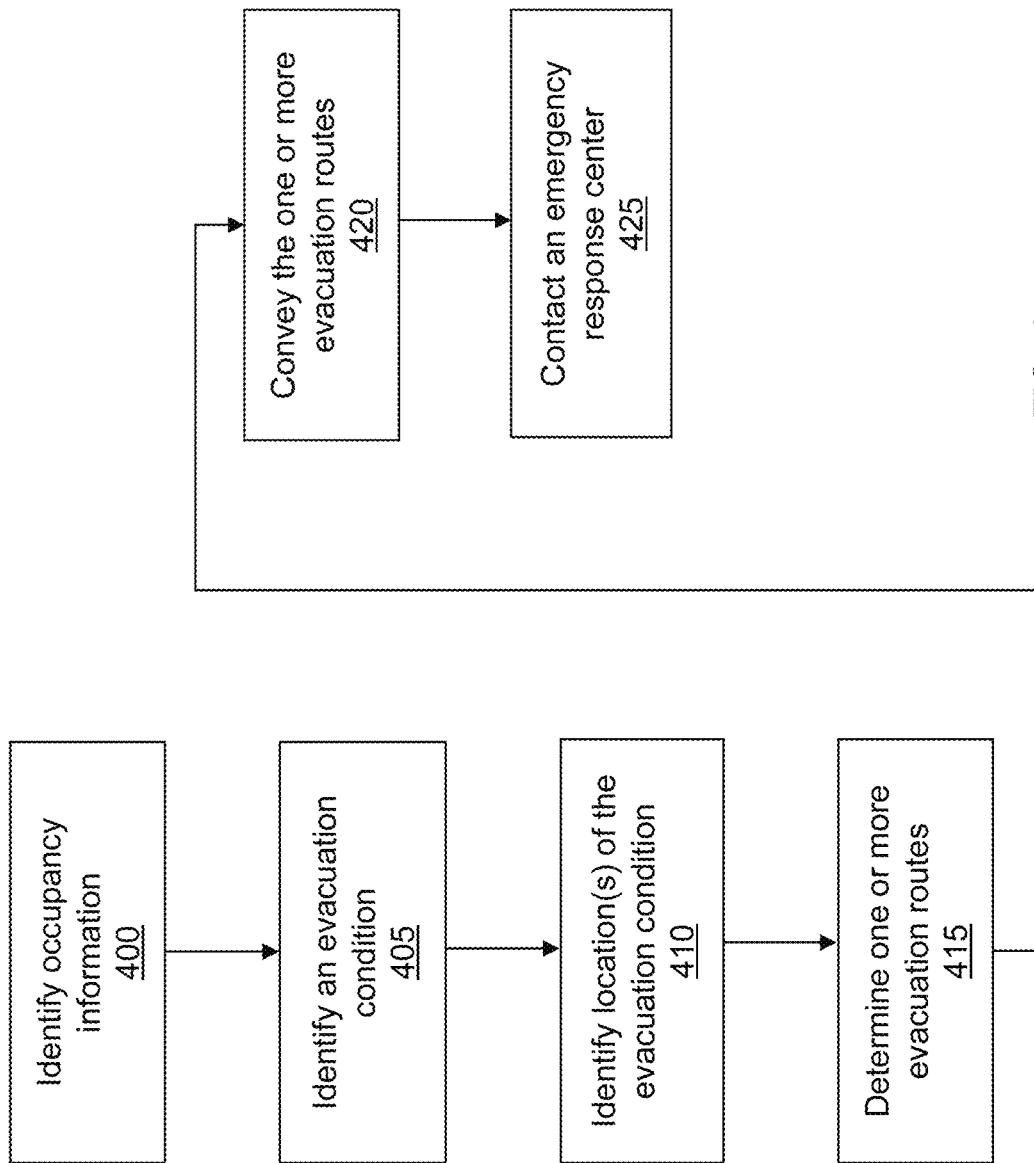 Identify occupancy
information
400
Identify an evacuation
condition
405
Identify location(s) of the
evacuation condition
410
Determine one or more
evacuation routes
415
Convey the one or more
evacuation routes
420
Contact an emergency
response center
425